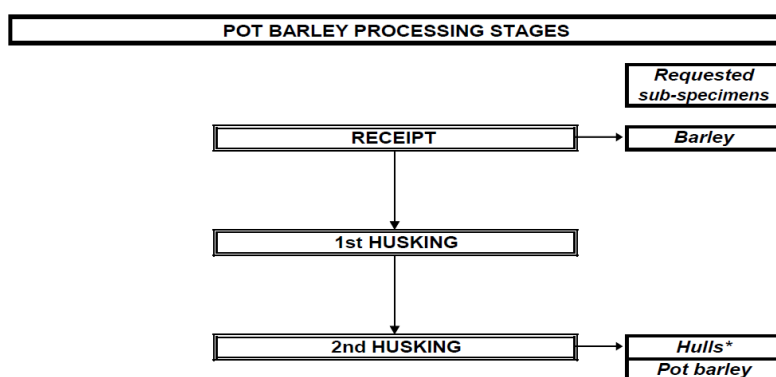 POT BARLEY PROCESSING STAGES
Requested
sub-specimens
RECEIPT
Barley
1st HUSKING
2nd HUSKING
Hulls*
Pot barley